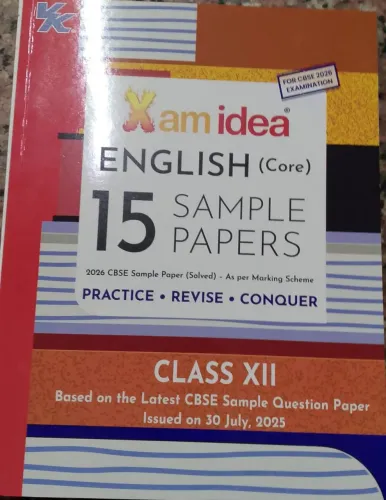 VK
FOR CBSE 2026
EXAMINATION
Xam idea®
ENGLISH (Core)
15 SAMPLE
PAPERS
2026 CBSE Sample Paper (Solved) – As per Marking Scheme
PRACTICE • REVISE • CONQUER
CLASS XII
Based on the Latest CBSE Sample Question Paper
Issued on 30 July, 2025